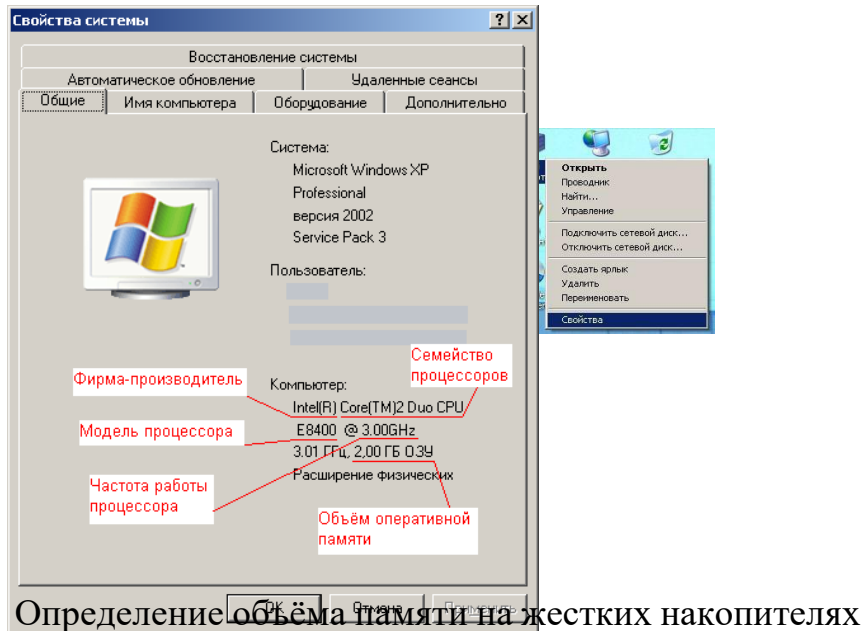 Свойства системы
Восстановление системы
Автоматическое обновление
Удаленные сеансы
Общие
Имя компьютера
Оборудование
Дополнительно
Система:
Microsoft Windows XP
Professional
версия 2002
Service Pack 3
Пользователь:
Семейство
процессоров
Фирма-производитель
Компьютер:
Intel(R) Core(TM)2 Duo CPU
Модель процессора
E8400 @ 3.00GHz
3.01 ГГц, 2,00 ГБ ОЗУ
Расширение физических
Частота работы
процессора
Объём оперативной
памяти
OK
Отмена
Применить
Открыть
Проводник
Найти...
Управление
Подключить сетевой диск...
Отключить сетевой диск...
Создать ярлык
Удалить
Переименовать
Свойства
Определение объёма памяти на жестких накопителях